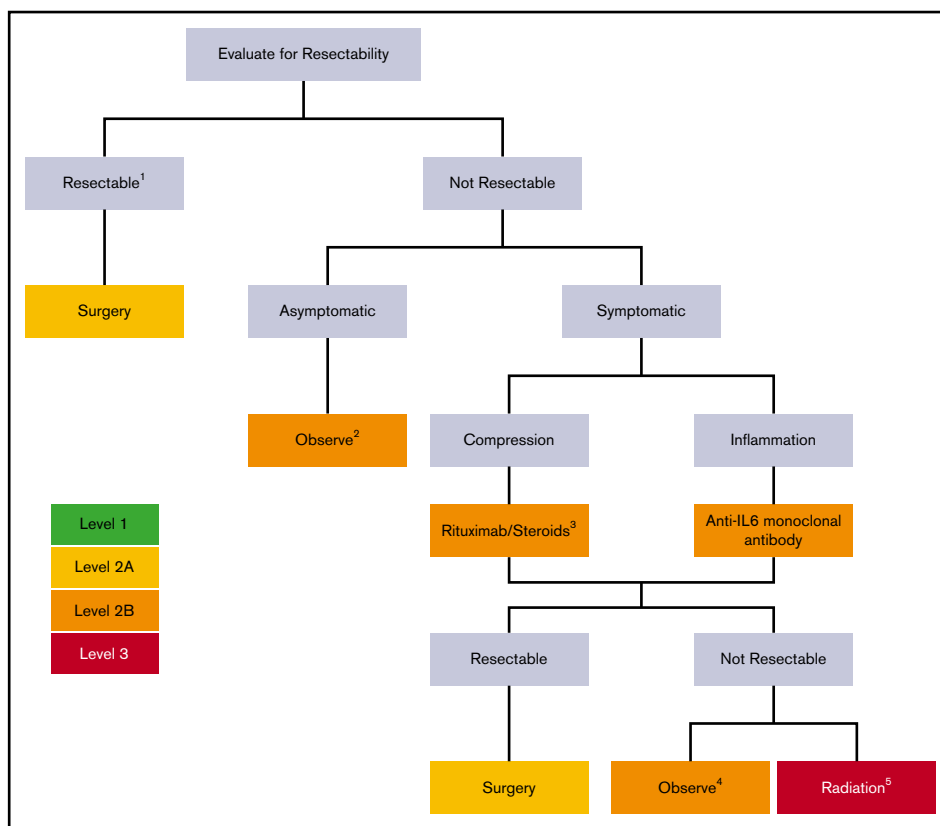 Evaluate for Resectability
Resectable1
Not Resectable
Surgery
Asymptomatic
Symptomatic
Observe2
Compression
Inflammation
Rituximab/Steroids3
Anti-IL6 monoclonal
antibody
Level 1
Level 2A
Level 2B
Level 3
Resectable
Not Resectable
Surgery
Observe4
Radiation5